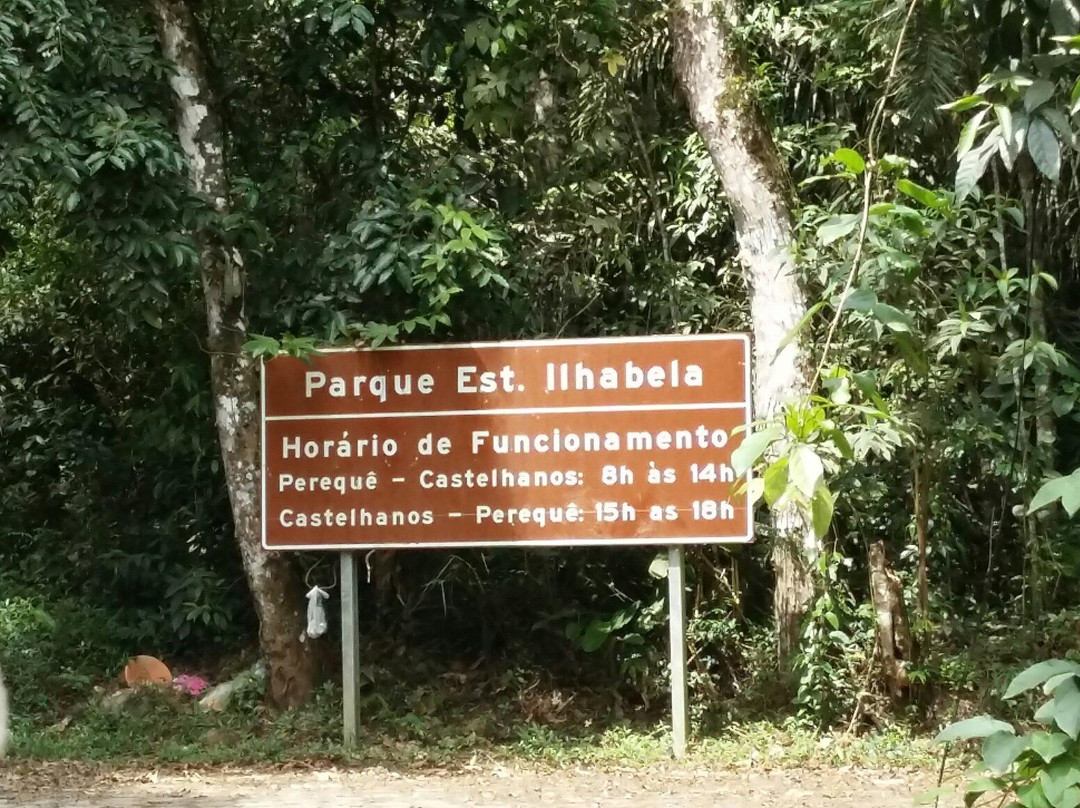 Parque Est. Ilhabela
Horário de Funcionamento
Perequê - Castelhanos: 8h às 14h
Castelhanos - Perequê: 15h as 18h